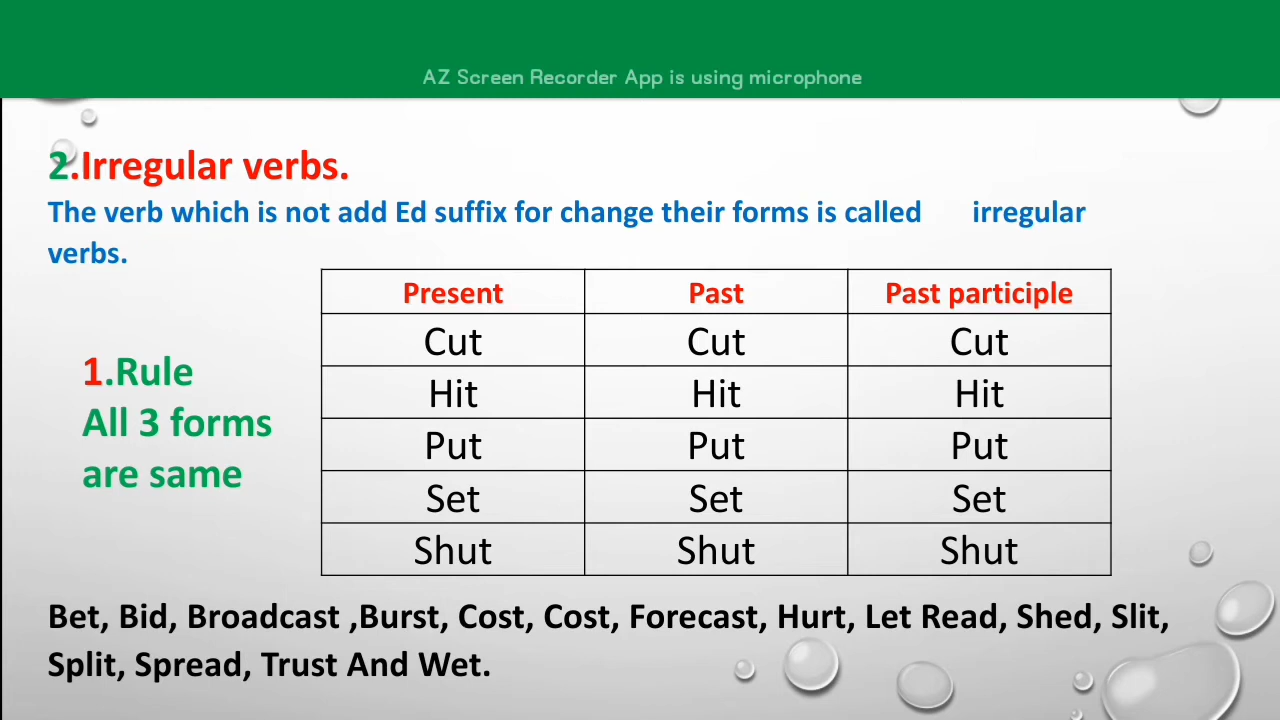 AZ Screen Recorder App is using microphone
2.Irregular verbs.
The verb which is not add Ed suffix for change their forms is called irregular
verbs.
Present Past Past participle
Cut Cut Cut
1.Rule
Hit Hit Hit
All 3 forms
Put Put Put
are same
Set Set Set
Shut Shut Shut
Bet, Bid, Broadcast ,Burst, Cost, Cost, Forecast, Hurt, Let Read, Shed, Slit,
Split, Spread, Trust And Wet.